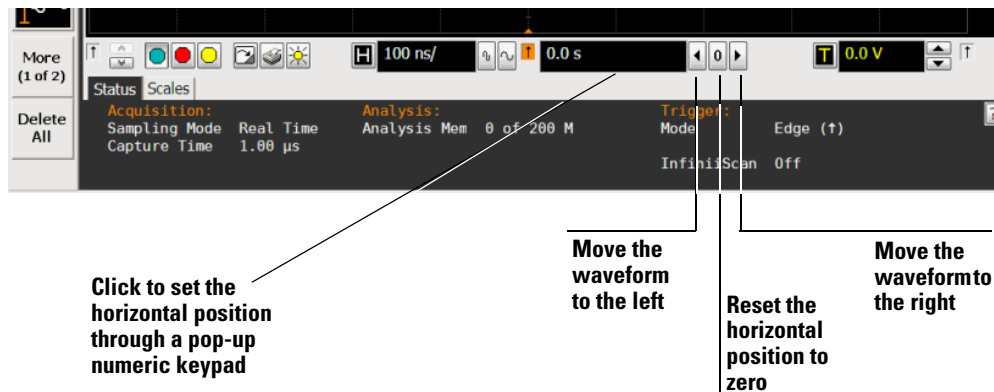 More
(1 of 2)
Delete
All
H 100 ns/ 0.0 s 0 T 0.0 V
Status Scales
Acquisition: Analysis: Trigger:
Sampling Mode Real Time Analysis Mem 0 of 200 M Mode Edge (↑)
Capture Time 1.00 µs
InfiniiScan Off
Click to set the
horizontal position
through a pop-up
numeric keypad
Move the
waveform
to the left
Reset the
horizontal
position to
zero
Move the
waveformto
the right